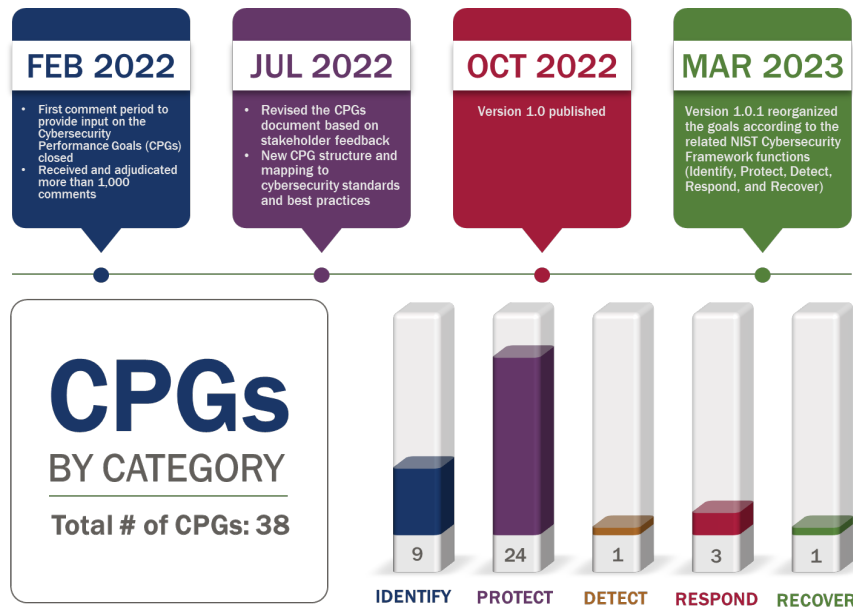 FEB 2022
• First comment period to
provide input on the
Cybersecurity
Performance Goals (CPGs)
closed
• Received and adjudicated
more than 1,000
comments
JUL 2022
• Revised the CPGs
document based on
stakeholder feedback
• New CPG structure and
mapping to
cybersecurity standards
and best practices
OCT 2022
Version 1.0 published
MAR 2023
Version 1.0.1 reorganized
the goals according to the
related NIST Cybersecurity
Framework functions
(Identify, Protect, Detect,
Respond, and Recover)
CPGs
BY CATEGORY
Total # of CPGs: 38
9
24
1
3
1
IDENTIFY
PROTECT
DETECT
RESPOND
RECOVER